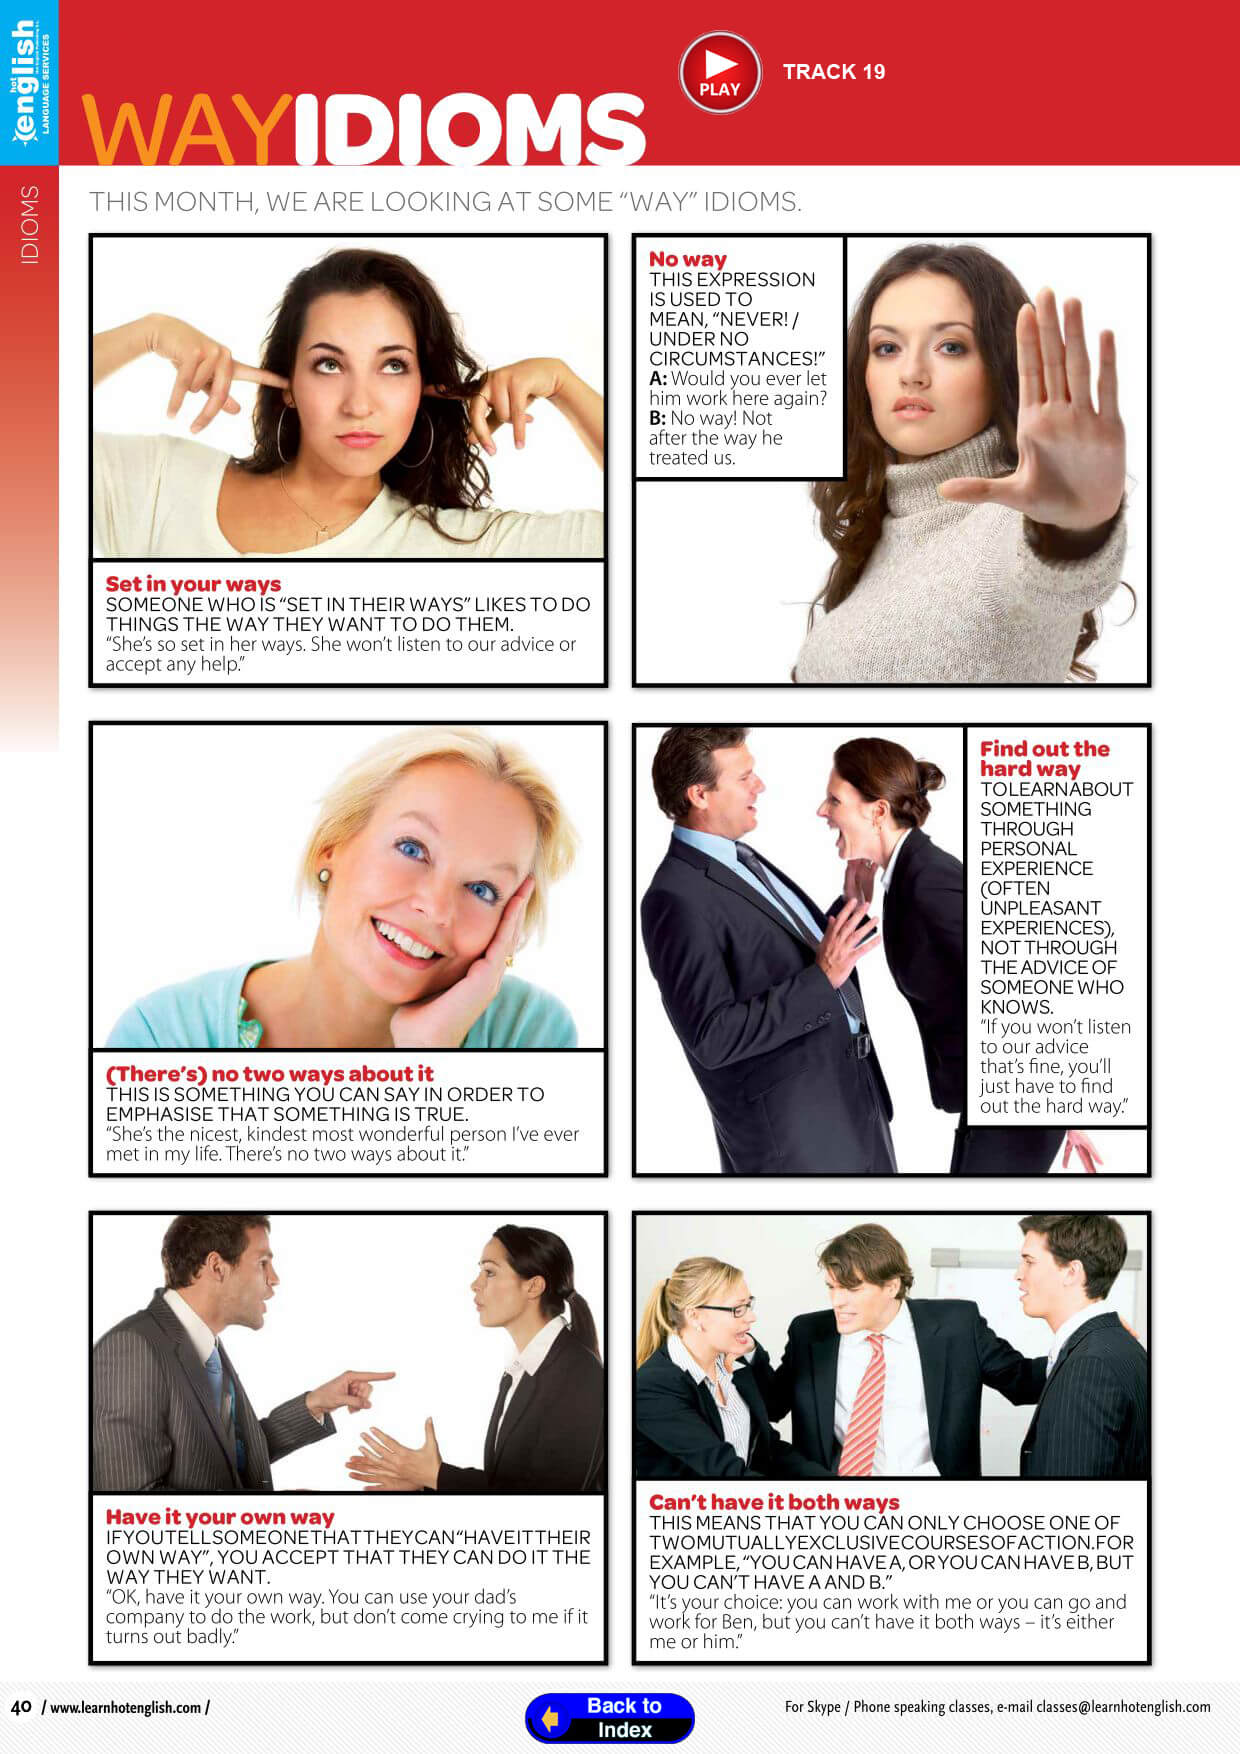 hot
english
LANGUAGE SERVICES
IDIOMS
PLAY
TRACK 19
WAYIDIOMS
THIS MONTH, WE ARE LOOKING AT SOME “WAY” IDIOMS.
Set in your ways
SOMEONE WHO IS “SET IN THEIR WAYS” LIKES TO DO
THINGS THE WAY THEY WANT TO DO THEM.
“She’s so set in her ways. She won’t listen to our advice or
accept any help.”
No way
THIS EXPRESSION
IS USED TO
MEAN, “NEVER! /
UNDER NO
CIRCUMSTANCES!”
A: Would you ever let
him work here again?
B: No way! Not
after the way he
treated us.
(There’s) no two ways about it
THIS IS SOMETHING YOU CAN SAY IN ORDER TO
EMPHASISE THAT SOMETHING IS TRUE.
“She’s the nicest, kindest most wonderful person I’ve ever
met in my life. There’s no two ways about it.”
Find out the
hard way
TO LEARN ABOUT
SOMETHING
THROUGH
PERSONAL
EXPERIENCE
(OFTEN
UNPLEASANT
EXPERIENCES),
NOT THROUGH
THE ADVICE OF
SOMEONE WHO
KNOWS.
“If you won’t listen
to our advice
that’s fine, you’ll
just have to find
out the hard way.”
Have it your own way
IF YOU TELL SOMEONE THAT THEY CAN “HAVE IT THEIR
OWN WAY”, YOU ACCEPT THAT THEY CAN DO IT THE
WAY THEY WANT.
“OK, have it your own way. You can use your dad’s
company to do the work, but don’t come crying to me if it
turns out badly.”
Can’t have it both ways
THIS MEANS THAT YOU CAN ONLY CHOOSE ONE OF
TWO MUTUALLY EXCLUSIVE COURSES OF ACTION. FOR
EXAMPLE, “YOU CAN HAVE A, OR YOU CAN HAVE B, BUT
YOU CAN’T HAVE A AND B.”
“It’s your choice: you can work with me or you can go and
work for Ben, but you can’t have it both ways – it’s either
me or him.”
40 / www.learnhotenglish.com /
Back to
Index
For Skype / Phone speaking classes, e-mail classes@learnhotenglish.com